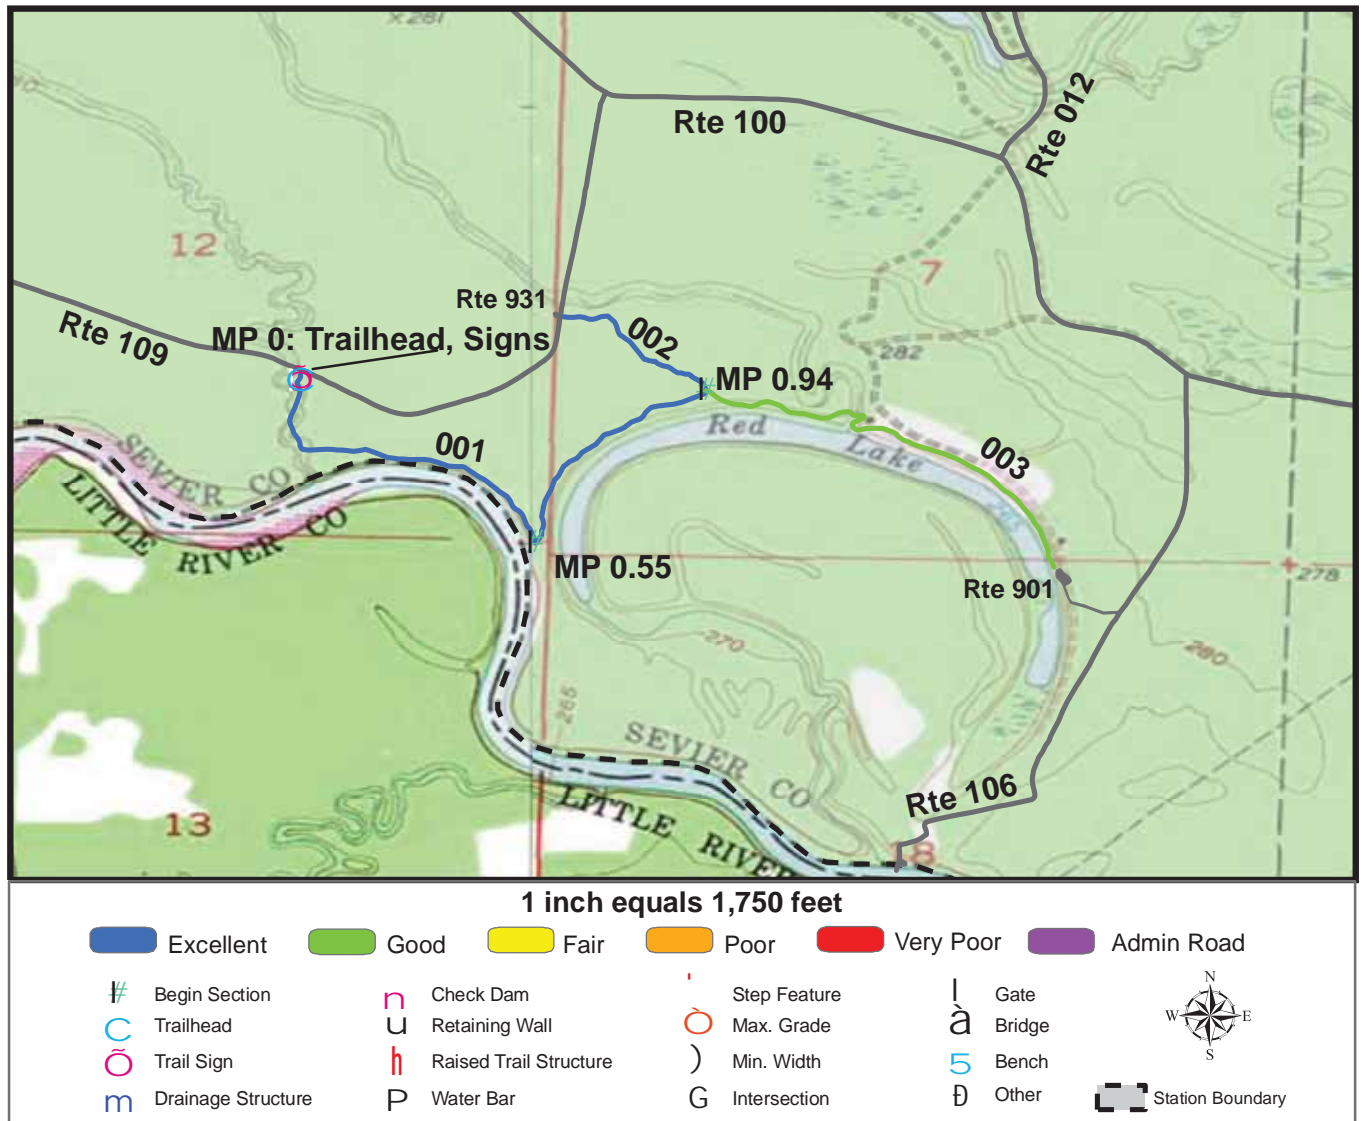 ×281
Rte 100
Rte 012
12
7
Rte 931
Rte 109
MP 0: Trailhead, Signs
002
282
MP 0.94
Red
Lake
003
001
SEVIER CO
LITTLE RIVER CO
MP 0.55
Rte 901
278
270
280
265
SEVIER CO
LITTLE RIVER
Rte 106
13
18
1 inch equals 1,750 feet
Excellent
Good
Fair
Poor
Very Poor
Admin Road
Begin Section
Check Dam
Step Feature
Gate
Trailhead
Retaining Wall
Max. Grade
Bridge
Trail Sign
Raised Trail Structure
Min. Width
Bench
Drainage Structure
Water Bar
Intersection
Other
Station Boundary
N
W
E
S